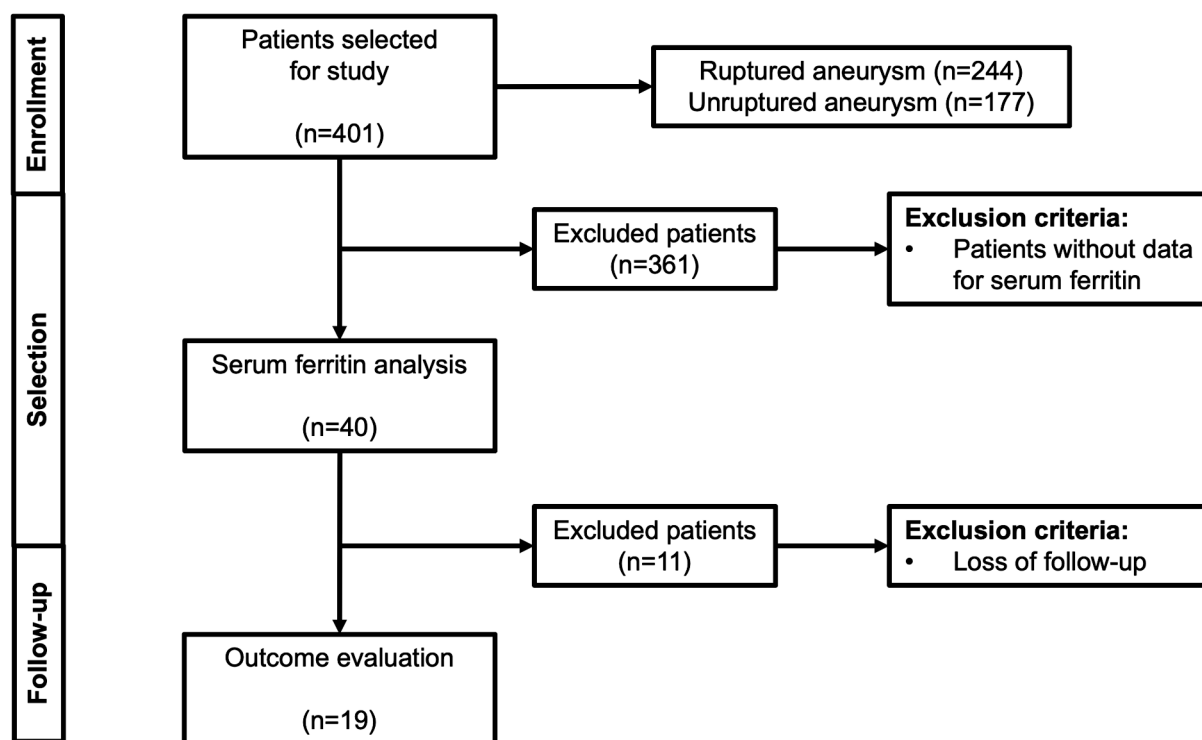 Enrollment
Patients selected
for study
(n=401)
Ruptured aneurysm (n=244)
Unruptured aneurysm (n=177)
Selection
Excluded patients
(n=361)
Exclusion criteria:
• Patients without data
for serum ferritin
Serum ferritin analysis
(n=40)
Excluded patients
(n=11)
Exclusion criteria:
• Loss of follow-up
Follow-up
Outcome evaluation
(n=19)